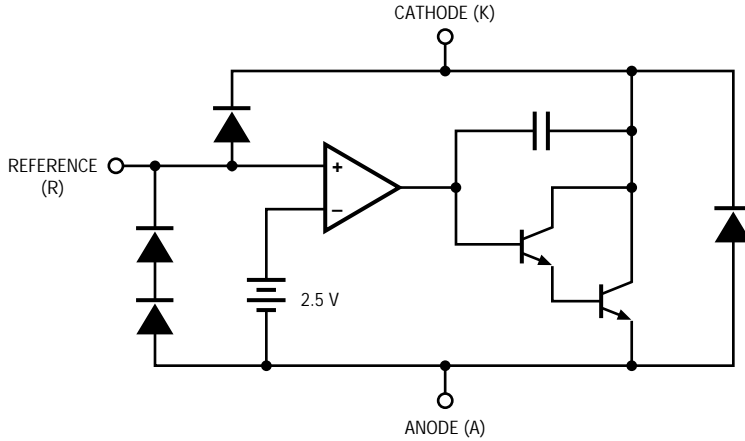 CATHODE (K)
REFERENCE
(R)
+
–
2.5 V
ANODE (A)